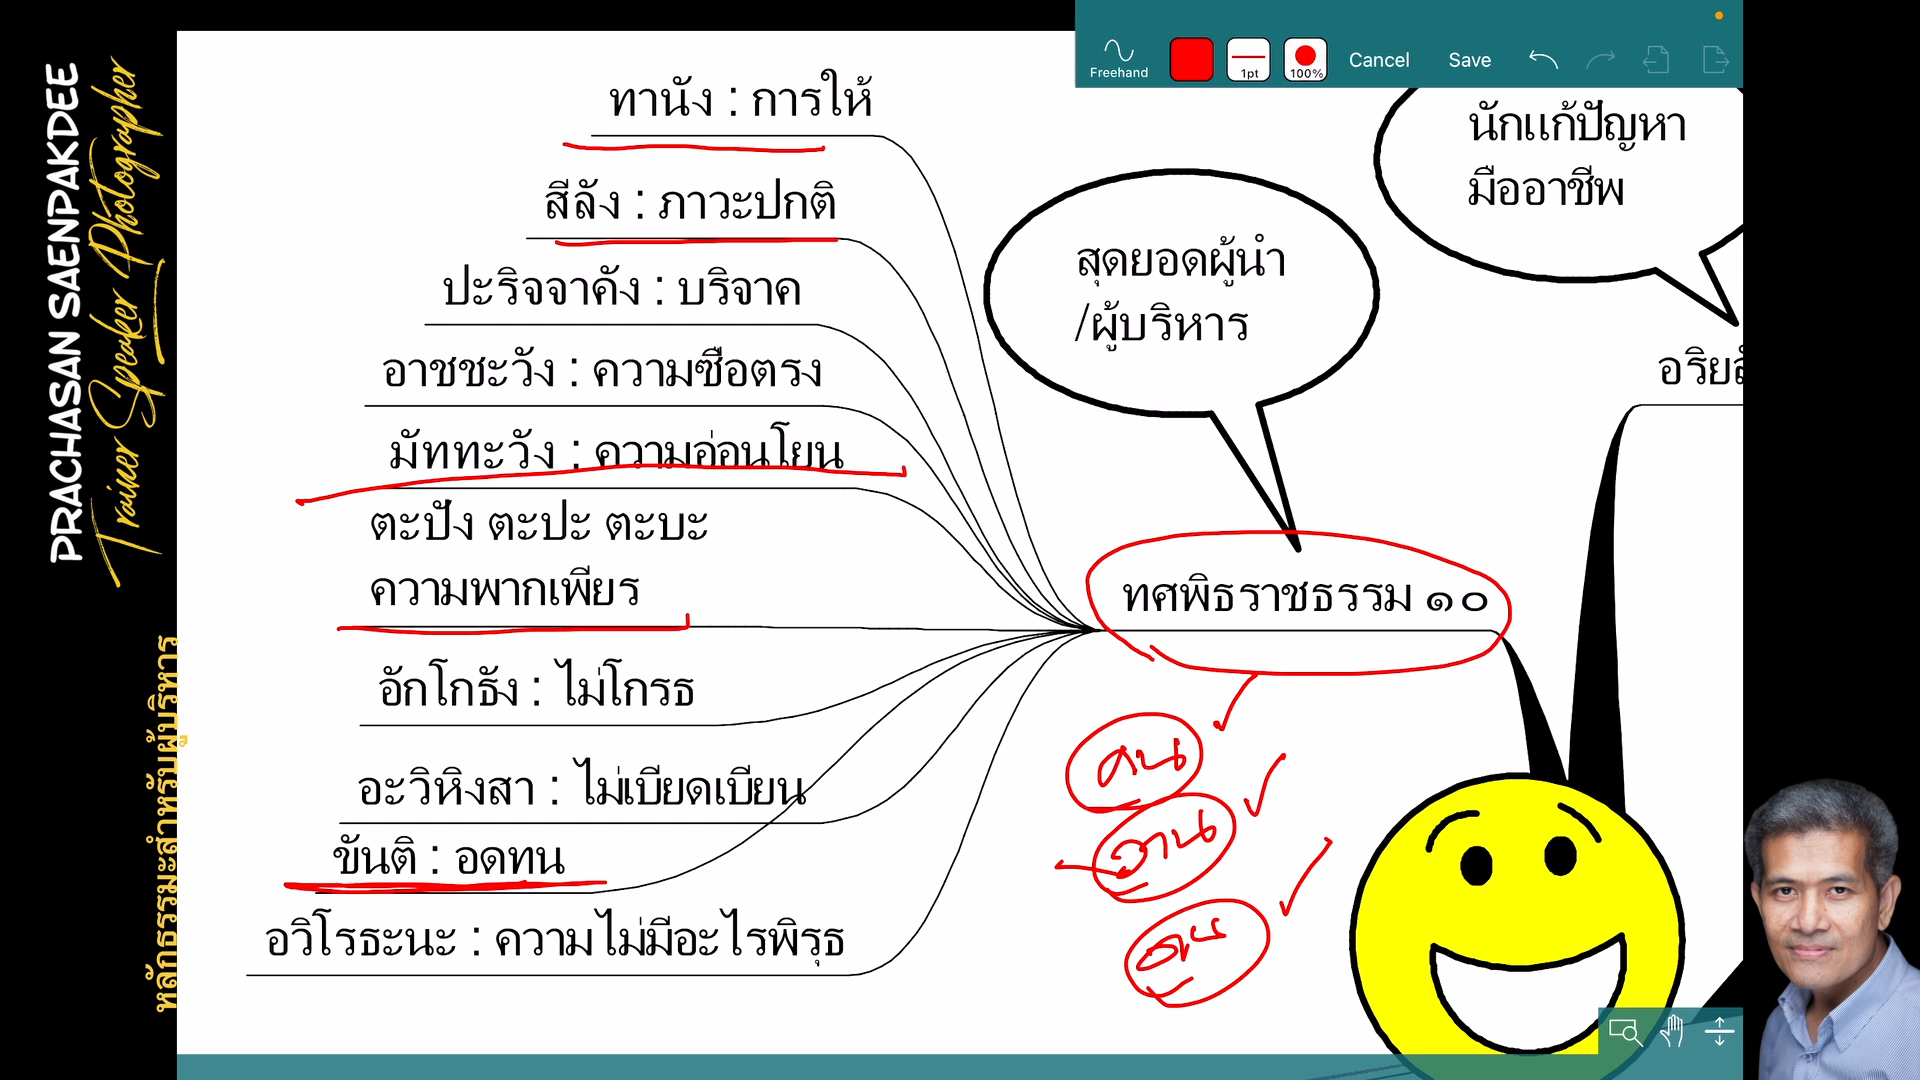 PRACHASAN SAENPAKDEE
Trainer Speaker Photographer
หลักธรรมะสำหรับผู้บริหาร
Freehand
1pt
100%
Cancel
Save
ทานัง : การให้
สีลัง : ภาวะปกติ
ปะริจจาคัง : บริจาค
อาชชะวัง : ความซือตรง
มัททะวัง : ความอ่อนโยน
ตะปัง ตะปะ ตะบะ
ความพากเพียร
อักโกธัง : ไม่โกรธ
อะวิหิงสา : ไม่เบียดเบียน
ขันติ : อดทน
อวิโรธะนะ : ความไม่มีอะไรพิรุธ
สุดยอดผู้นำ
/ผู้บริหาร
นักแก้ปัญหา
มืออาชีพ
ทศพิธราชธรรม ๑๐
คน
งาน